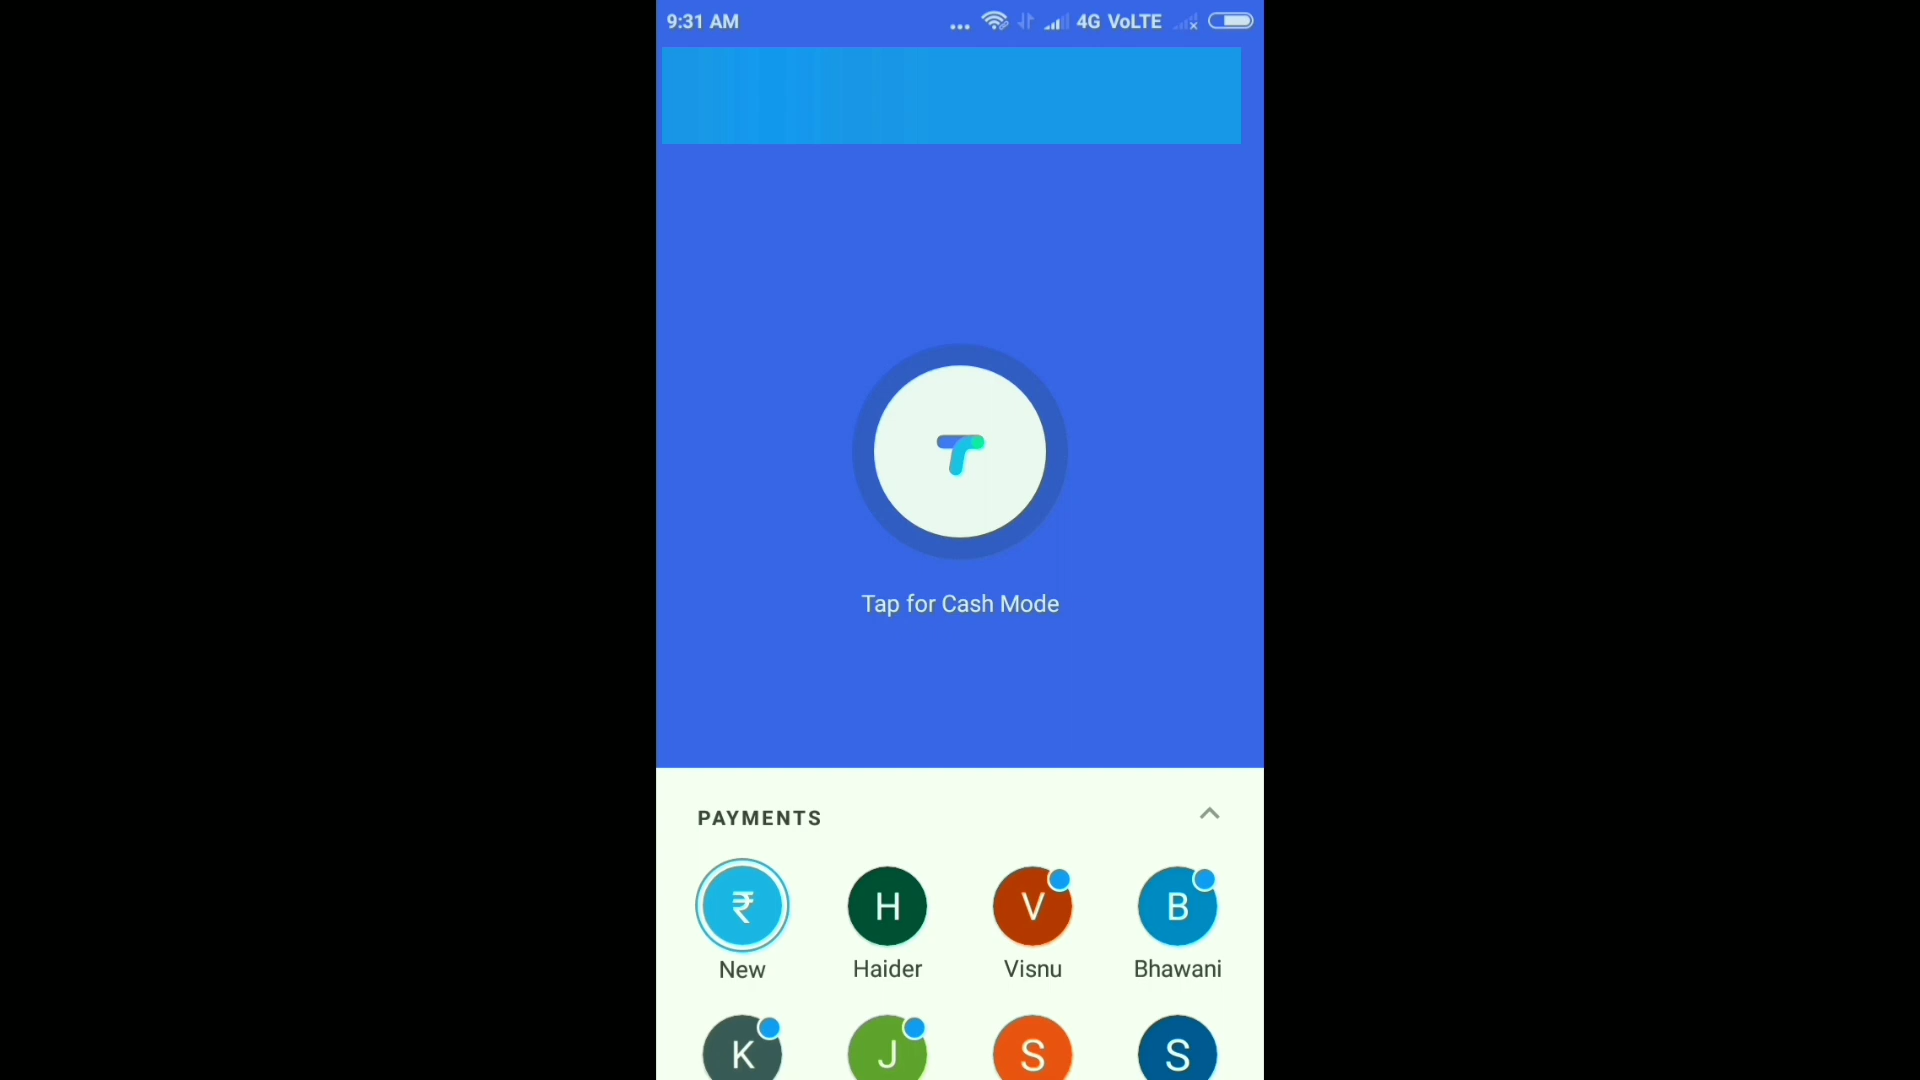 9:31 AM 4G VoLTE
Tap for Cash Mode
PAYMENTS
₹ H V B
New Haider Visnu Bhawani
K J S S